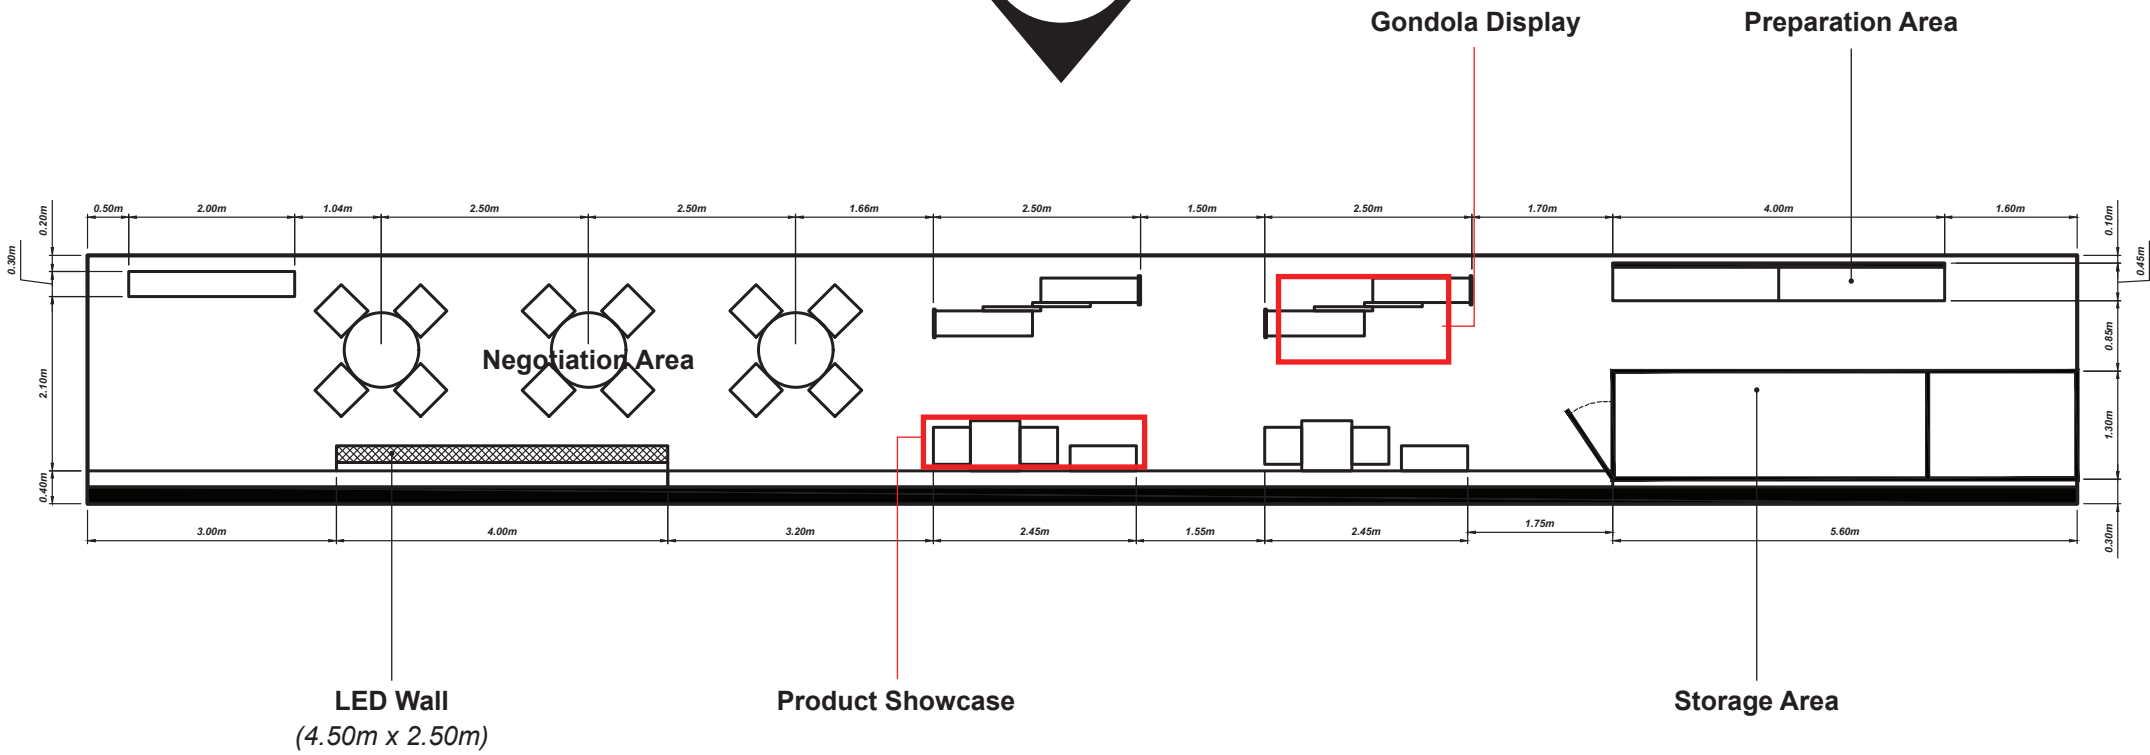 Gondola Display
Preparation Area
0.50m
2.00m
1.04m
2.50m
2.50m
1.66m
2.50m
1.50m
2.50m
1.70m
4.00m
1.60m
0.20m
0.30m
2.10m
0.40m
0.10m
0.45m
0.85m
1.30m
0.30m
Negotiation Area
3.00m
4.00m
3.20m
2.45m
1.55m
2.45m
1.75m
5.60m
LED Wall
(4.50m x 2.50m)
Product Showcase
Storage Area